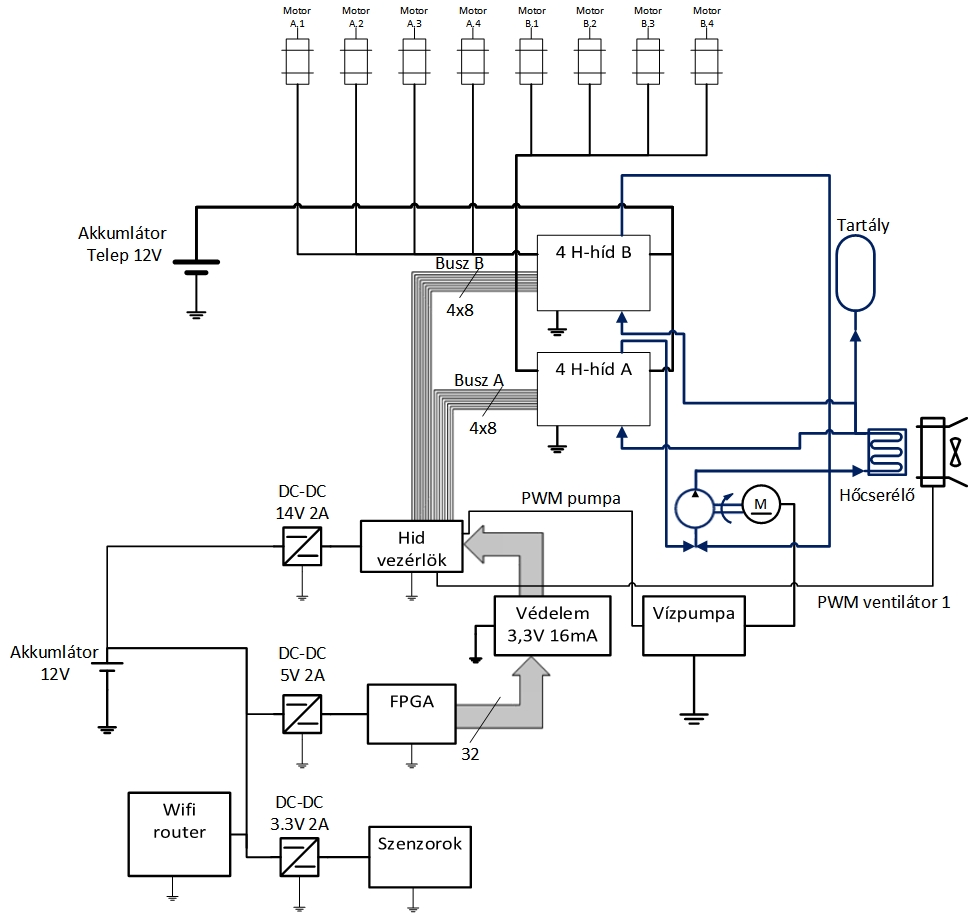 Motor Motor Motor Motor Motor Motor Motor Motor
A,1 A,2 A,3 A,4 B,1 B,2 B,3 B,4
Akkumlátor
Telep 12V
Tartály
4 H-híd B
Busz B
4x8
4 H-híd A
Busz A
4x8
Hőcserélő
DC-DC
14V 2A
PWM pumpa
M
Hid
vezérlök
PWM ventilátor 1
Védelem
3,3V 16mA
Vízpumpa
Akkumlátor
12V
DC-DC
5V 2A
FPGA
32
Wifi
router
DC-DC
3.3V 2A
Szenzorok